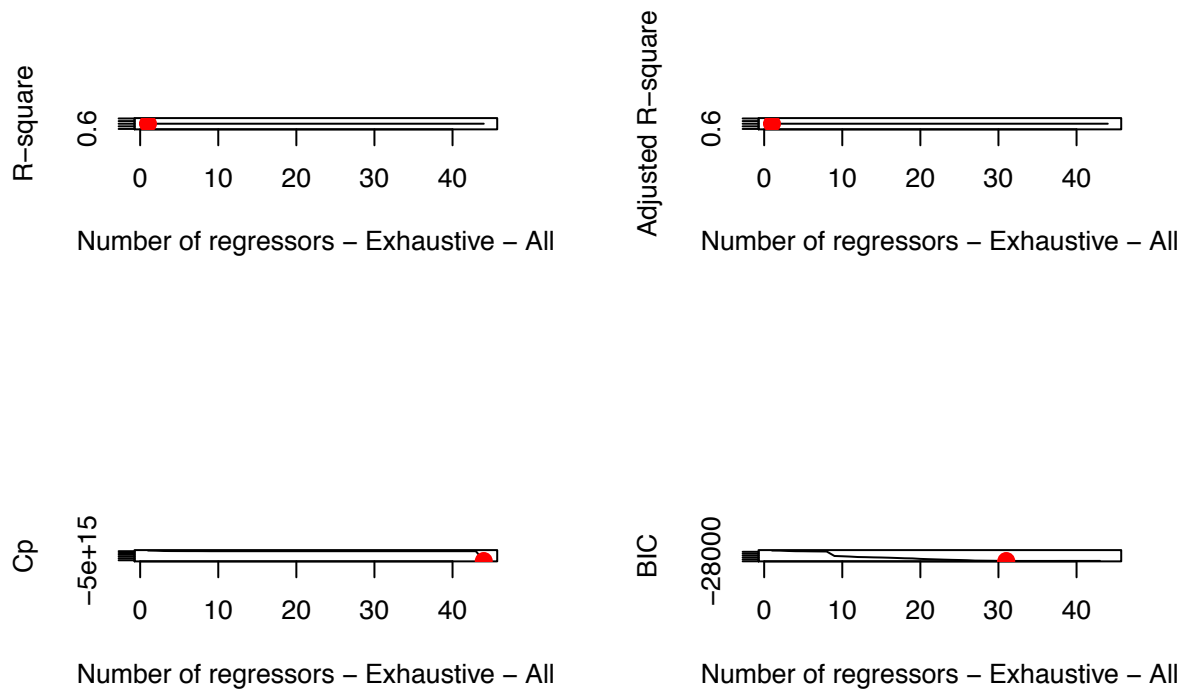 R−square
0.6
0 10 20 30 40
Number of regressors − Exhaustive − All
Adjusted R−square
0.6
0 10 20 30 40
Number of regressors − Exhaustive − All
Cp
−5e+15
0 10 20 30 40
Number of regressors − Exhaustive − All
BIC
−28000
0 10 20 30 40
Number of regressors − Exhaustive − All